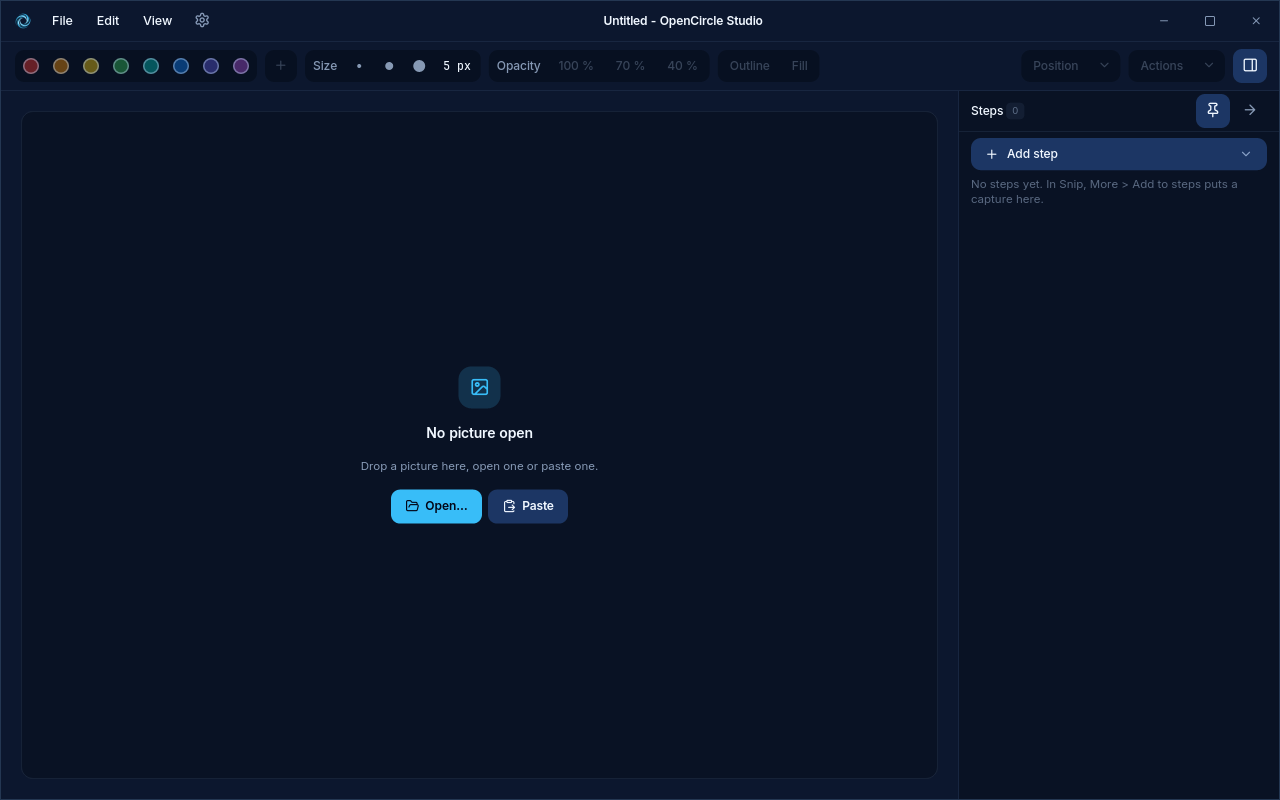 File Edit View Untitled - OpenCircle Studio
Size 5 px Opacity 100 % 70 % 40 % Outline Fill Position Actions
Steps 0
Add step
No steps yet. In Snip, More > Add to steps puts a
capture here.
No picture open
Drop a picture here, open one or paste one.
Open... Paste